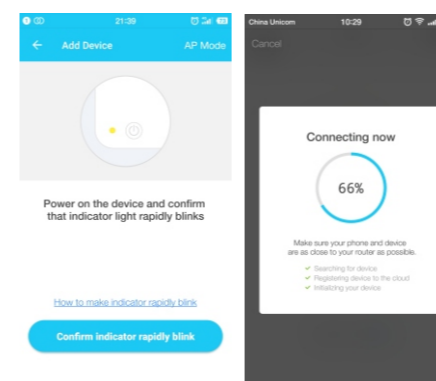 21:39
Add Device
AP Mode
Power on the device and confirm
that indicator light rapidly blinks
How to make indicator rapidly blink
Confirm indicator rapidly blink
China Unicom 10:29
Cancel
Connecting now
66%
Make sure your phone and device
are as close to your router as possible.
Searching for device
Registering device to the cloud
Initializing your device